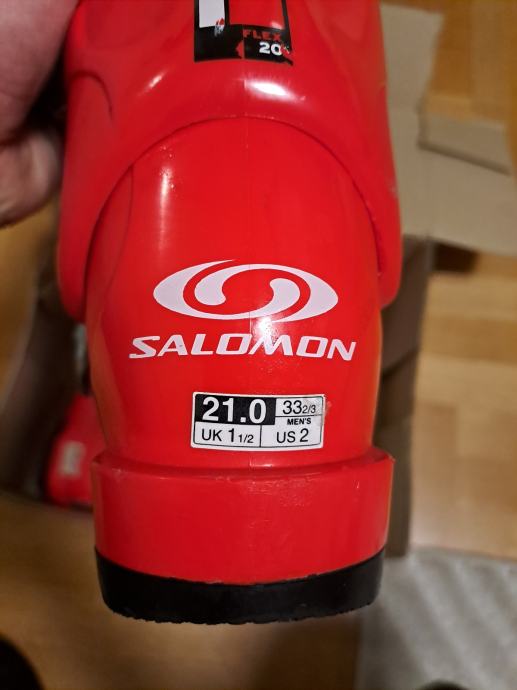 FLEX
20
SALOMON
21.0 33 2/3
MEN'S
UK 1 1/2 US 2